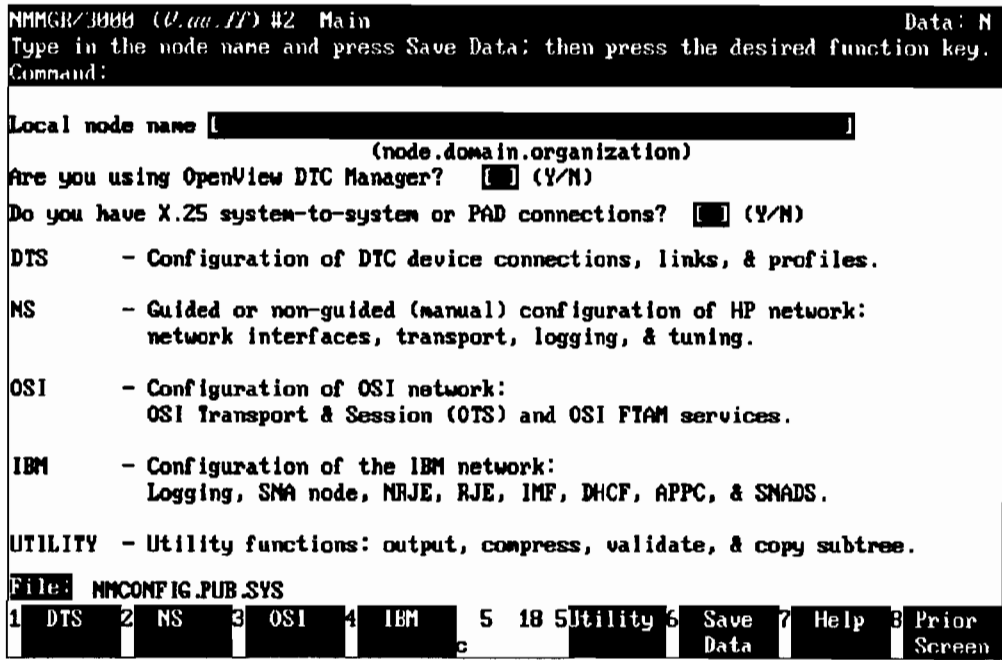 NMMGR/3000 (V.uu.ff) #2 Main Data: N
Type in the node name and press Save Data; then press the desired function key.
Command:
Local node name [ ]
(node.domain.organization)
Are you using OpenView DTC Manager? [ ] (Y/N)
Do you have X.25 system-to-system or PAD connections? [ ] (Y/N)
DTS - Configuration of DTC device connections, links, & profiles.
NS - Guided or non-guided (manual) configuration of HP network:
network interfaces, transport, logging, & tuning.
OSI - Configuration of OSI network:
OSI Transport & Session (OTS) and OSI FTAM services.
IBM - Configuration of the IBM network:
Logging, SNA node, NRJE, RJE, IMF, DHCF, APPC, & SNADS.
UTILITY - Utility functions: output, compress, validate, & copy subtree.
File: NMCONFIG.PUB.SYS
1 DTS 2 NS 3 OSI 4 IBM 5 18 5Utility 6 Save 7 Help 8 Prior
c Data Screen